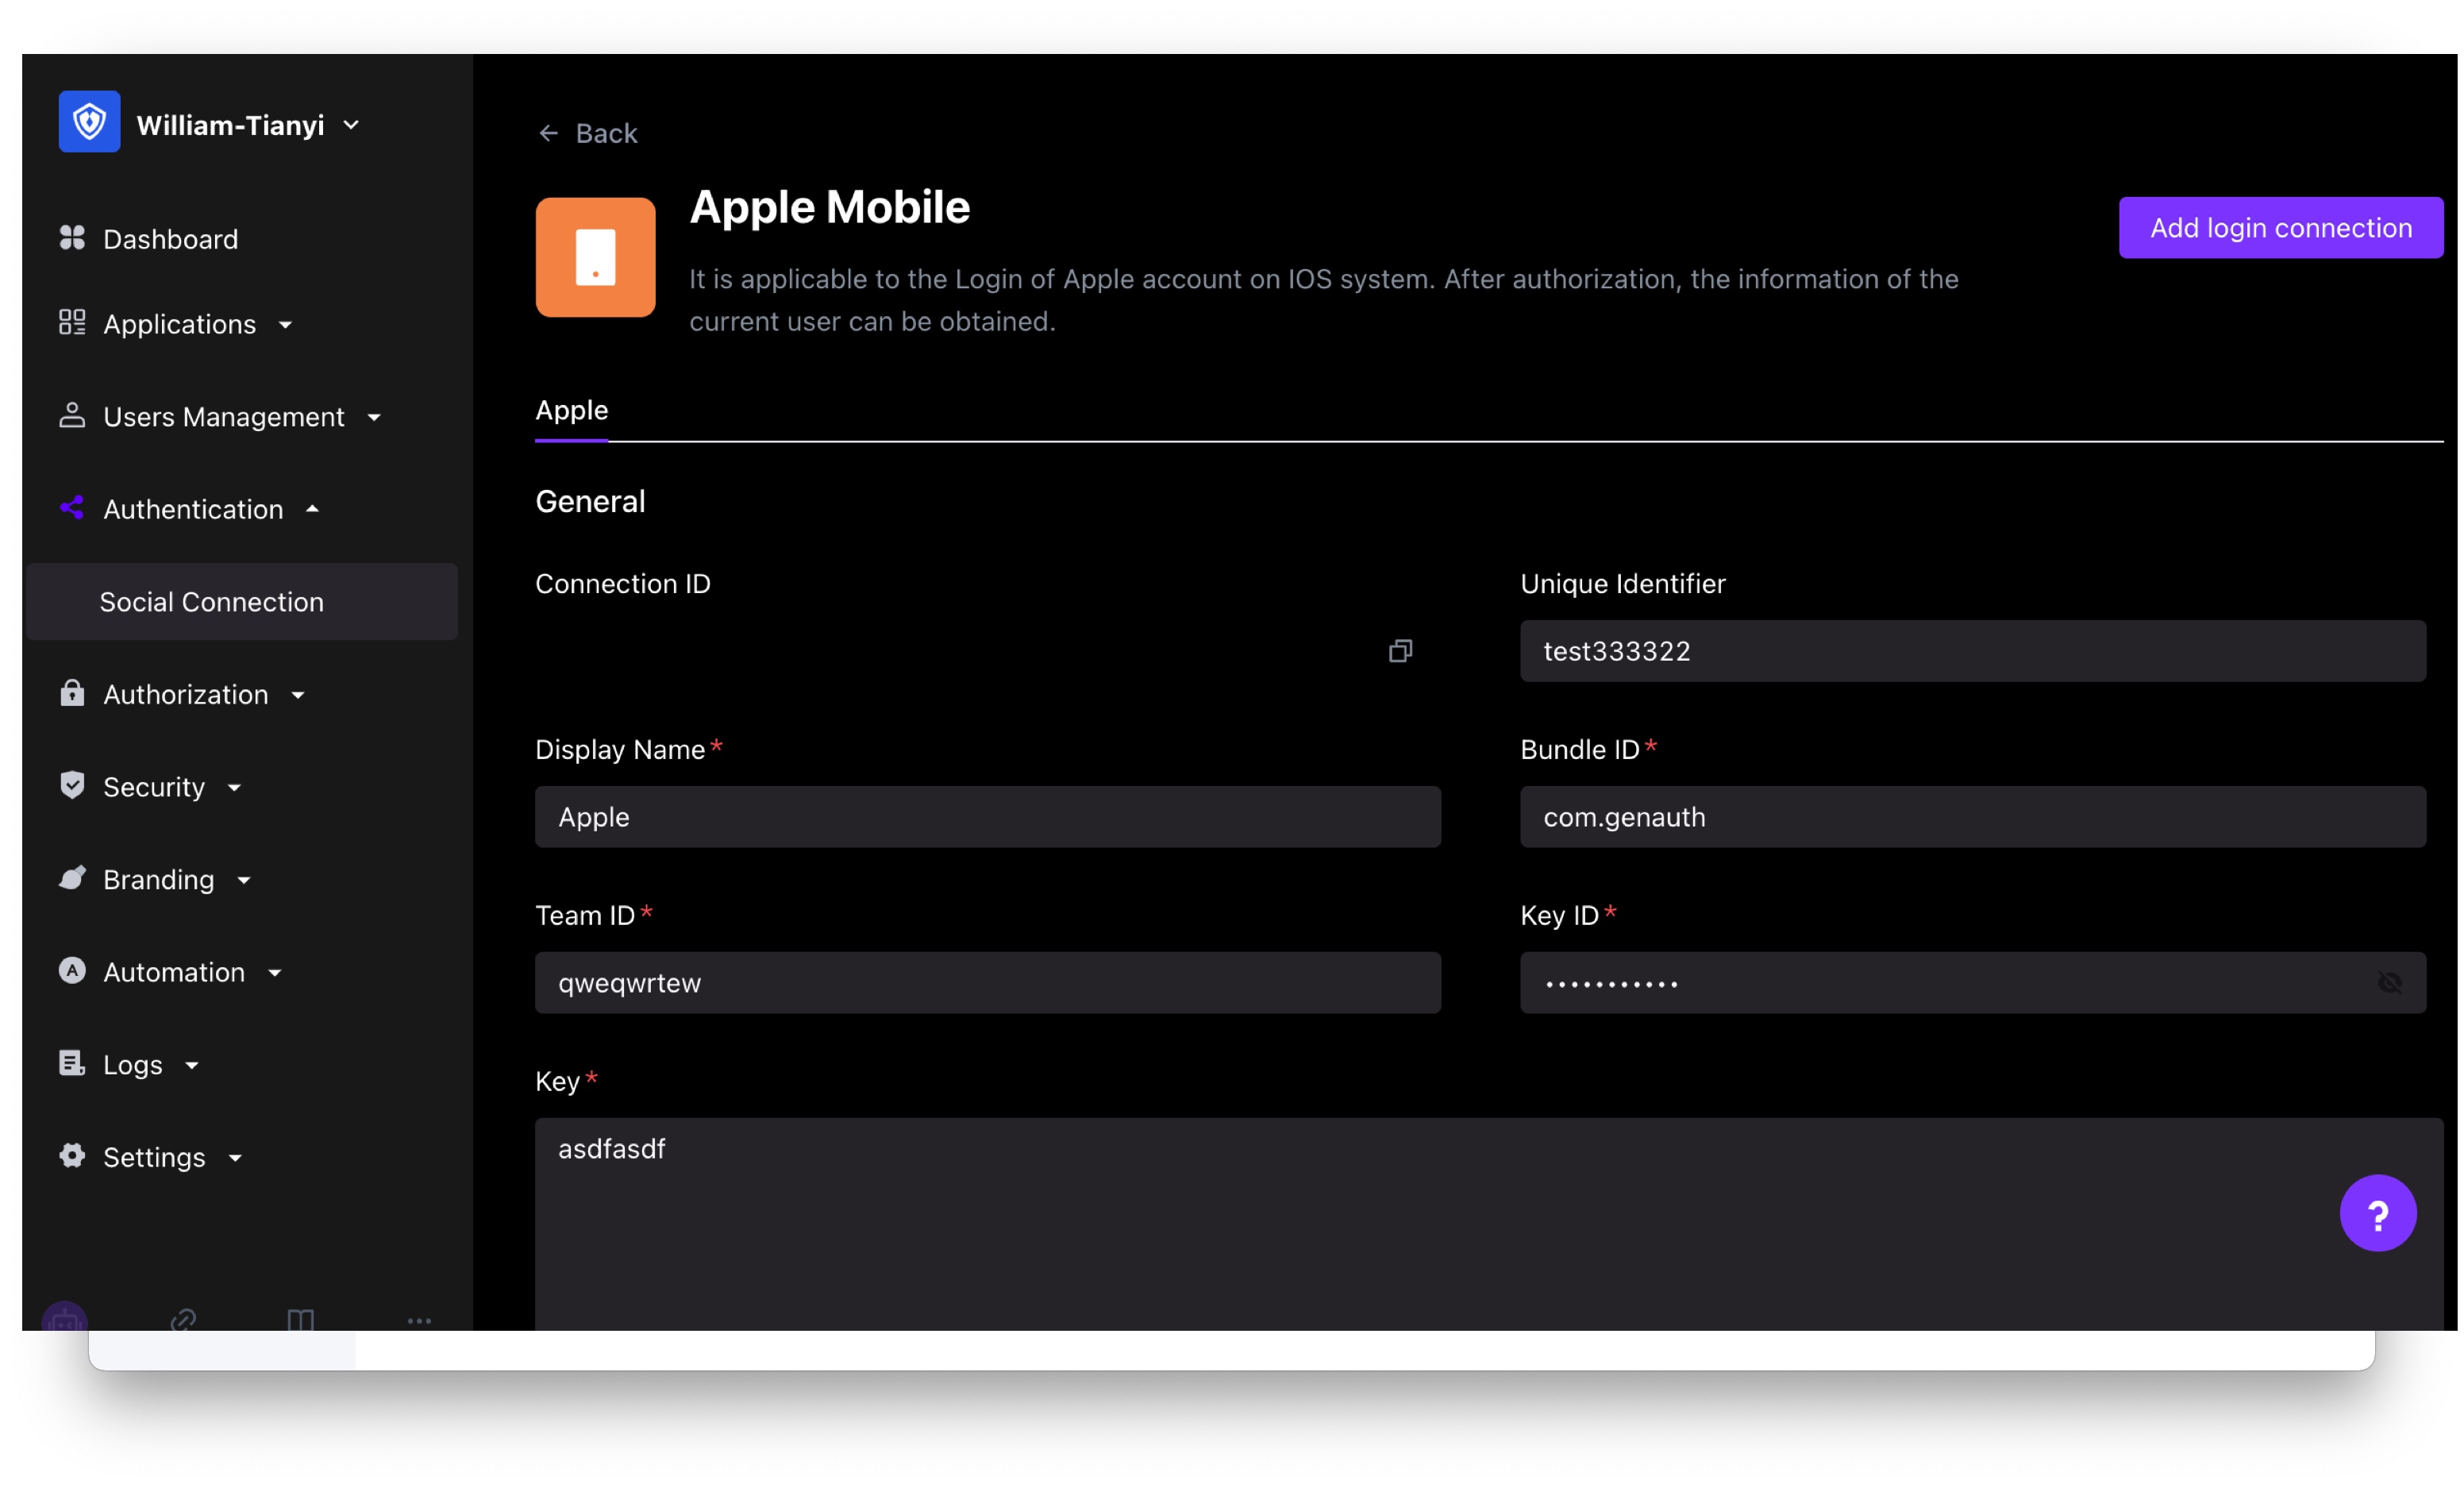 William-Tianyi
Dashboard
Applications
Users Management
Authentication
Social Connection
Authorization
Security
Branding
A Automation
Logs
Settings
Back
Apple Mobile
Add login connection
It is applicable to the Login of Apple account on IOS system. After authorization, the information of the
current user can be obtained.
Apple
General
Connection ID
Unique Identifier
test333322
Display Name*
Bundle ID*
Apple
com.genauth
Team ID*
Key ID*
qweqwrtew
•••••••••••
Key*
asdfasdf
?